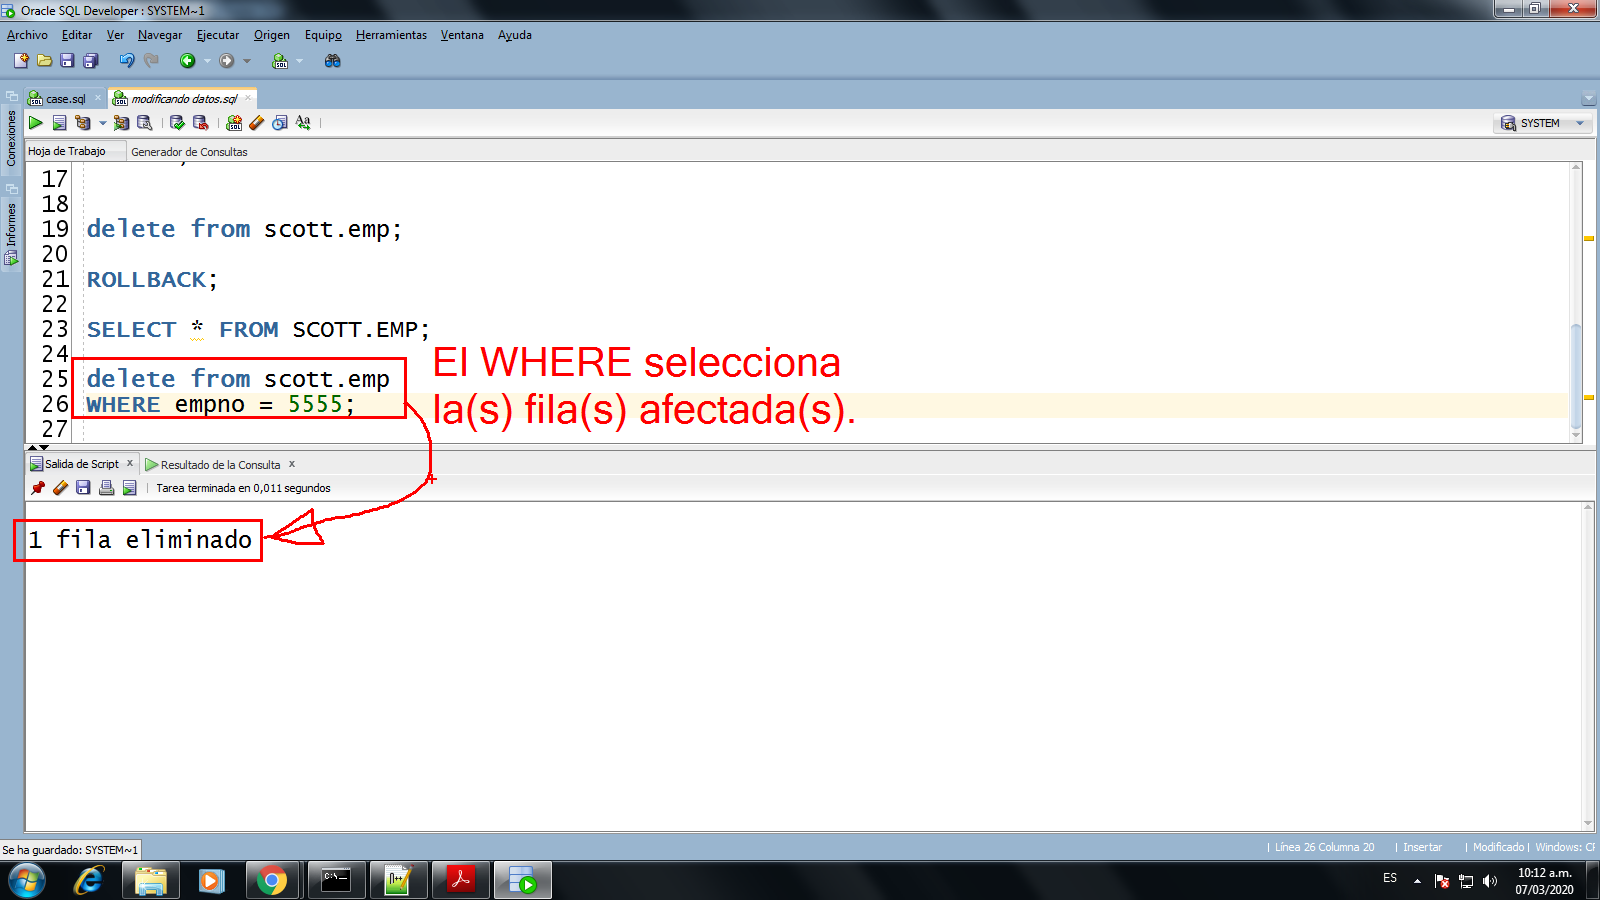 Oracle SQL Developer : SYSTEM~1
Archivo Editar Ver Navegar Ejecutar Origen Equipo Herramientas Ventana Ayuda
case.sql modificando datos.sql
SYSTEM
Hoja de Trabajo Generador de Consultas
Conexiones
Informes
17
18
19 delete from scott.emp;
20
21 ROLLBACK;
22
23 SELECT * FROM SCOTT.EMP;
24
25 delete from scott.emp
26 WHERE empno = 5555;
27
El WHERE selecciona
la(s) fila(s) afectada(s).
Salida de Script x Resultado de la Consulta x
Tarea terminada en 0,011 segundos
1 fila eliminado
Se ha guardado: SYSTEM~1
| Línea 26 Columna 20 | Insertar | Modificado | Windows: CF
ES
10:12 a.m.
07/03/2020